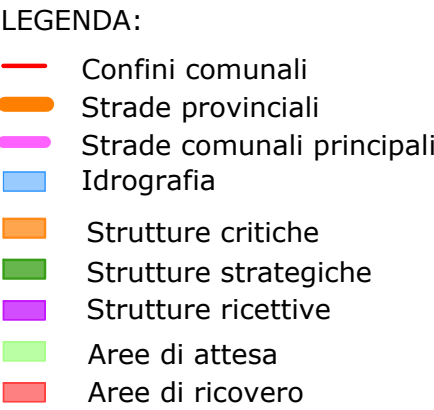 LEGENDA:
Confini comunali
Strade provinciali
Strade comunali principali
Idrografia
Strutture critiche
Strutture strategiche
Strutture ricettive
Aree di attesa
Aree di ricovero